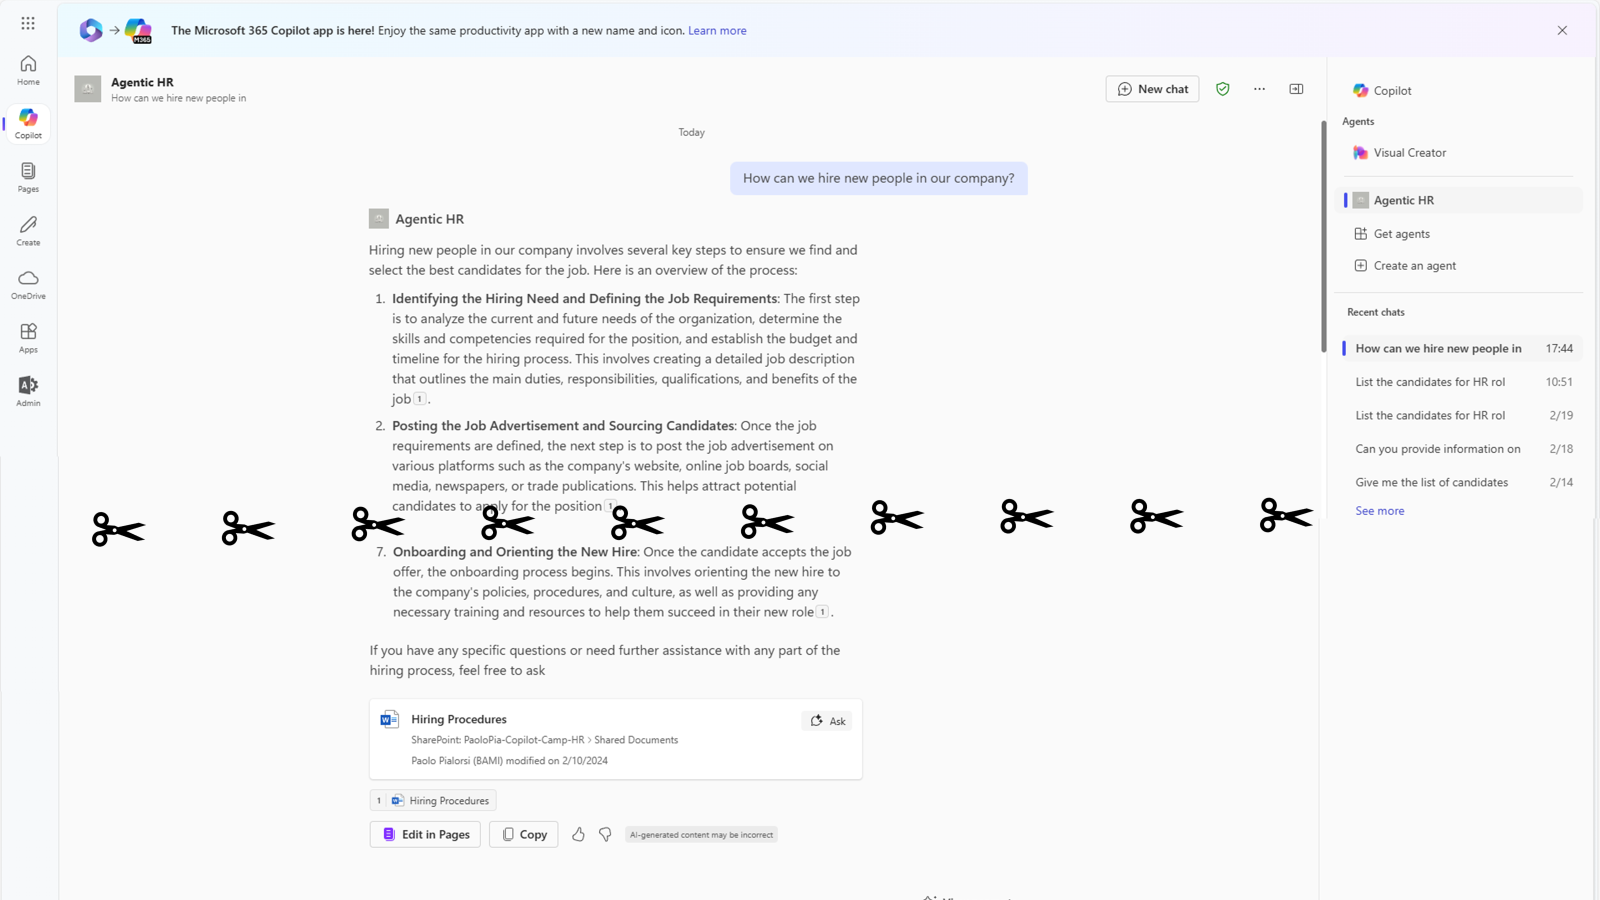 M365
The Microsoft 365 Copilot app is here! Enjoy the same productivity app with a new name and icon. Learn more
Home
Copilot
Pages
Create
OneDrive
Apps
Admin
Agentic HR
How can we hire new people in
New chat
Today
How can we hire new people in our company?
Agentic HR
Hiring new people in our company involves several key steps to ensure we find and
select the best candidates for the job. Here is an overview of the process:
1. Identifying the Hiring Need and Defining the Job Requirements: The first step
is to analyze the current and future needs of the organization, determine the
skills and competencies required for the position, and establish the budget and
timeline for the hiring process. This involves creating a detailed job description
that outlines the main duties, responsibilities, qualifications, and benefits of the
job 1 .
2. Posting the Job Advertisement and Sourcing Candidates: Once the job
requirements are defined, the next step is to post the job advertisement on
various platforms such as the company's website, online job boards, social
media, newspapers, or trade publications. This helps attract potential
candidates to apply for the position 1
7. Onboarding and Orienting the New Hire: Once the candidate accepts the job
offer, the onboarding process begins. This involves orienting the new hire to
the company's policies, procedures, and culture, as well as providing any
necessary training and resources to help them succeed in their new role 1 .
If you have any specific questions or need further assistance with any part of the
hiring process, feel free to ask
Hiring Procedures
Ask
SharePoint: PaoloPia-Copilot-Camp-HR > Shared Documents
Paolo Pialorsi (BAMI) modified on 2/10/2024
1 Hiring Procedures
Edit in Pages
Copy
AI-generated content may be incorrect
Copilot
Agents
Visual Creator
Agentic HR
Get agents
Create an agent
Recent chats
How can we hire new people in 17:44
List the candidates for HR rol 10:51
List the candidates for HR rol 2/19
Can you provide information on 2/18
Give me the list of candidates 2/14
See more